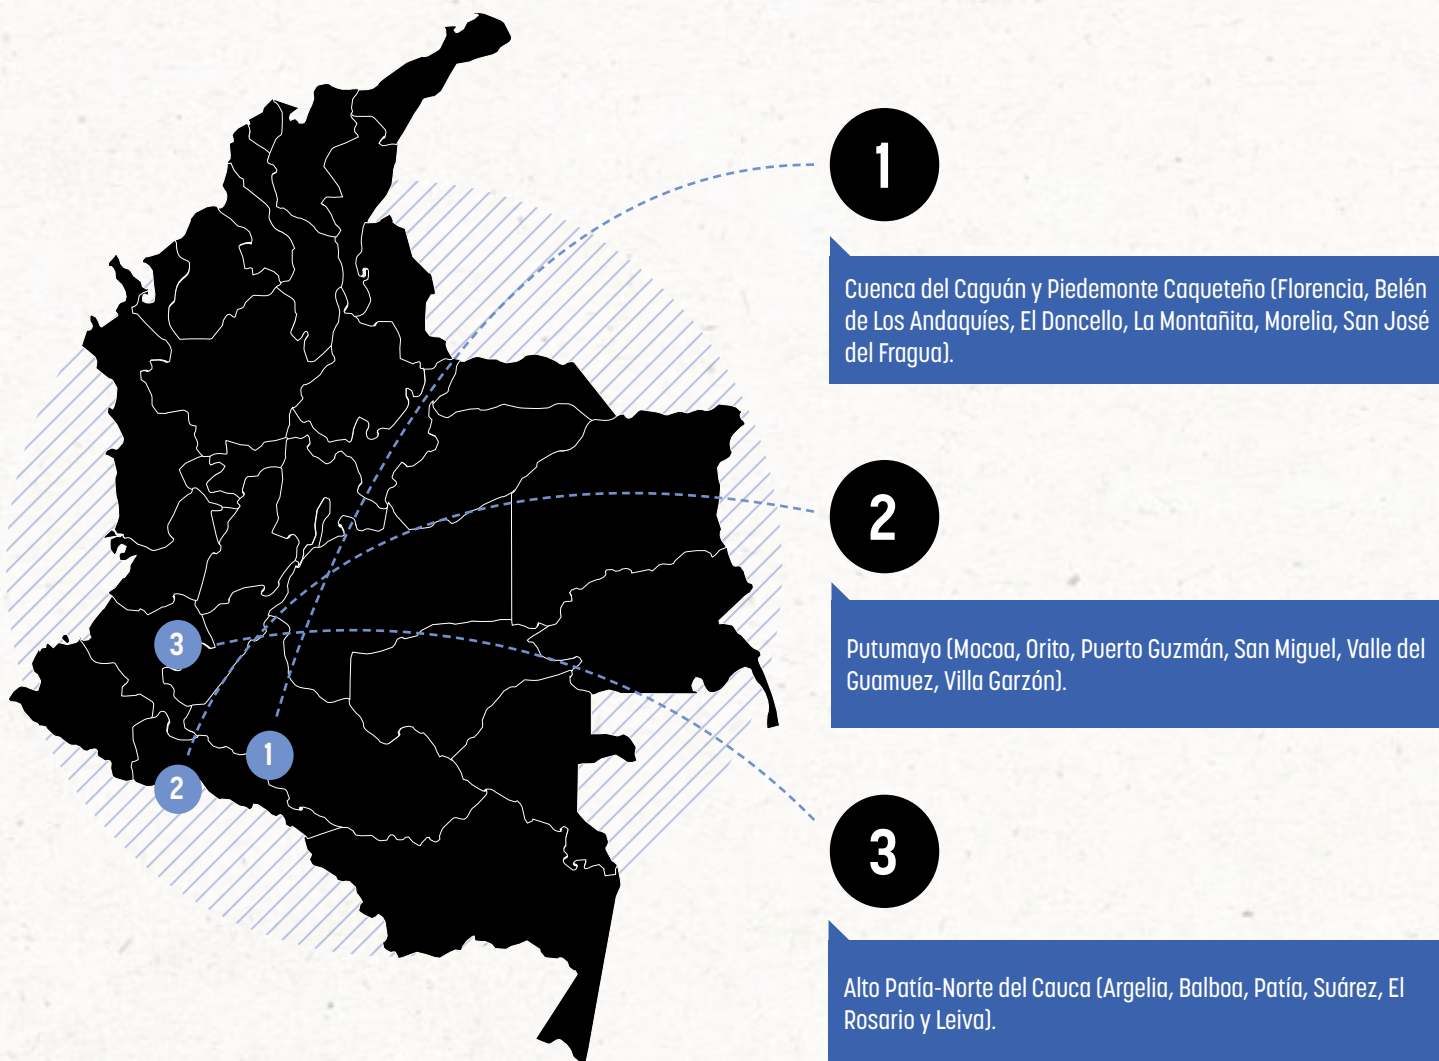 1
Cuenca del Caguán y Piedemonte Caqueteño (Florencia, Belén
de Los Andaquíes, El Doncello, La Montañita, Morelia, San José
del Fragua).
2
Putumayo (Mocoa, Orito, Puerto Guzmán, San Miguel, Valle del
Guamuez, Villa Garzón).
3
Alto Patía-Norte del Cauca (Argelia, Balboa, Patía, Suárez, El
Rosario y Leiva).
3
1
2